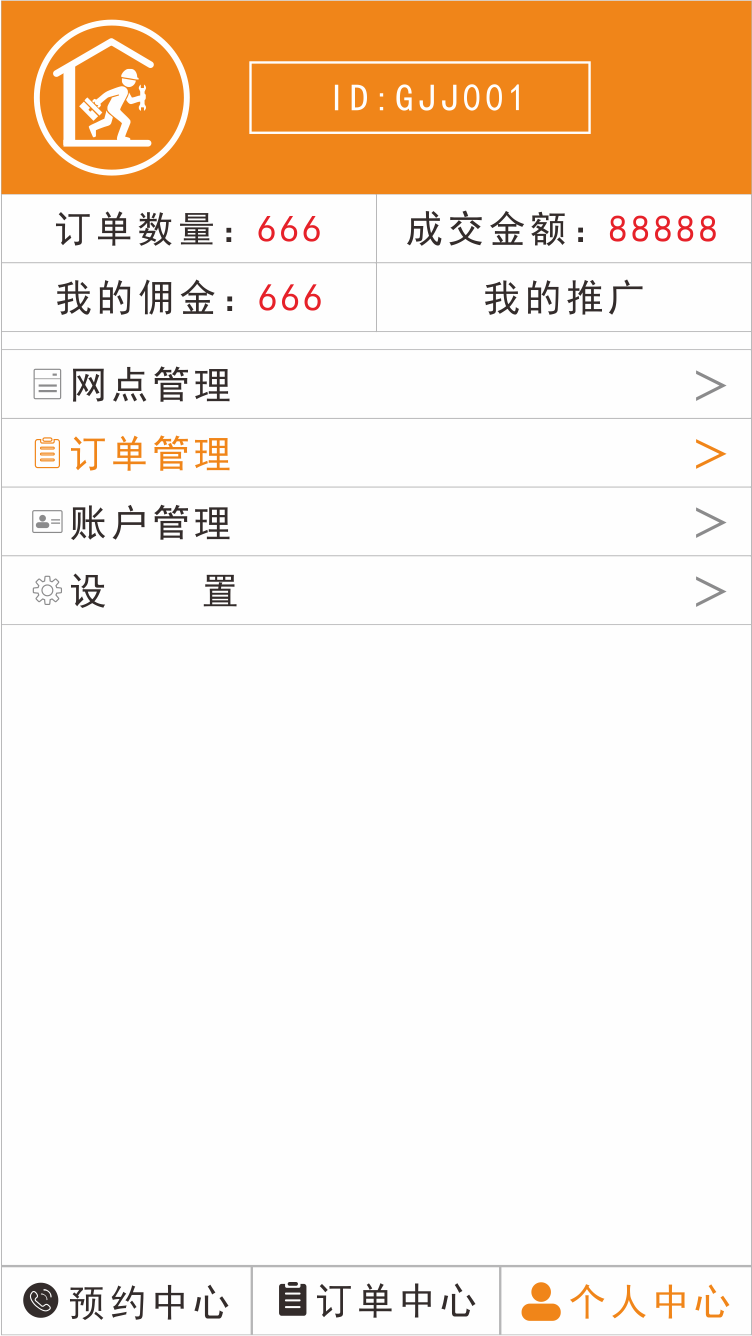 ID:GJJ001
订单数量：666 成交金额：88888
我的佣金：666 我的推广
网点管理 >
订单管理 >
账户管理 >
设 置 >
预约中心 订单中心 个人中心